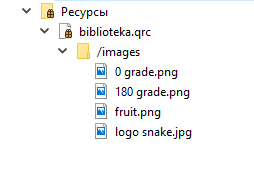 Ресурсы
biblioteka.qrc
/images
0 grade.png
180 grade.png
fruit.png
logo snake.jpg